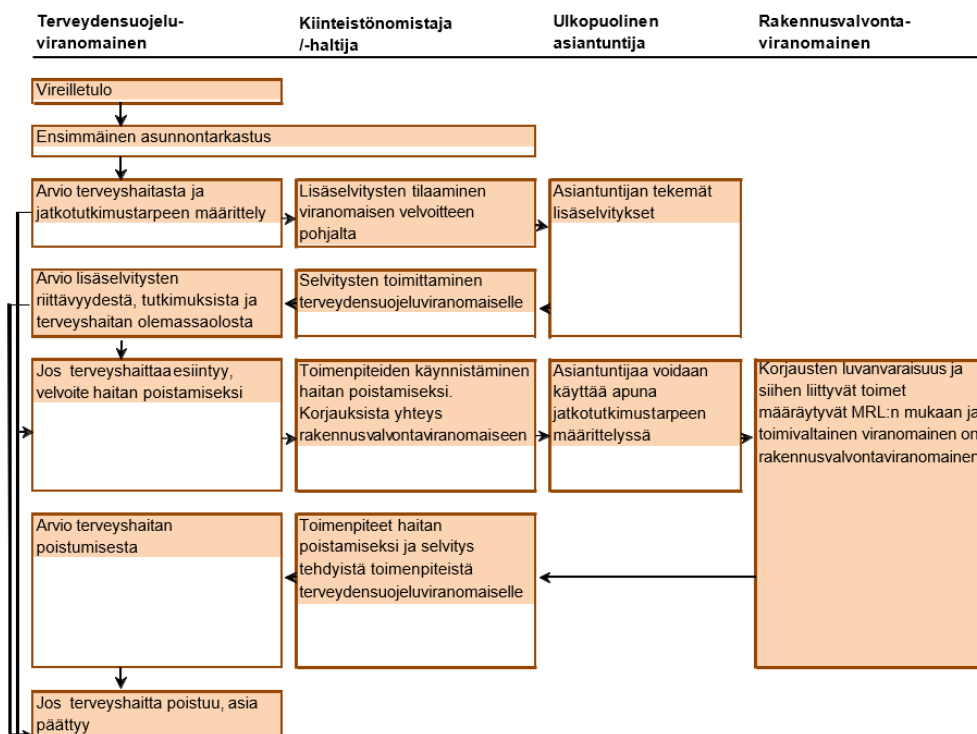 Terveydensuojelu-
viranomainen
Kiinteistönomistaja
/-haltija
Ulkopuolinen
asiantuntija
Rakennusvalvonta-
viranomainen
Vireilletulo
Ensimmäinen asunnontarkastus
Arvio terveyshaitasta ja
jatkotutkimustarpeen määrittely
Lisäselvitysten tilaaminen
viranomaisen velvoitteen
pohjalta
Asiantuntijan tekemät
lisäselvitykset
Arvio lisäselvitysten
riittävyydestä, tutkimuksista ja
terveyshaitan olemassaolosta
Selvitysten toimittaminen
terveydensuojeluviranomaiselle
Jos terveyshaittaa esiintyy,
velvoite haitan poistamiseksi
Toimenpiteiden käynnistäminen
haitan poistamiseksi.
Korjauksista yhteys
rakennusvalvontaviranomaiseen
Asiantuntijaa voidaan
käyttää apuna
jatkotutkimustarpeen
määrittelyssä
Korjausten luvanvaraisuus ja
siihen liittyvät toimet
määräytyvät MRL:n mukaan ja
toimivaltainen viranomainen on
rakennusvalvontaviranomainen
Arvio terveyshaitan
poistumisesta
Toimenpiteet haitan
poistamiseksi ja selvitys
tehdyistä toimenpiteistä
terveydensuojeluviranomaiselle
Jos terveyshaitta poistuu, asia
päättyy